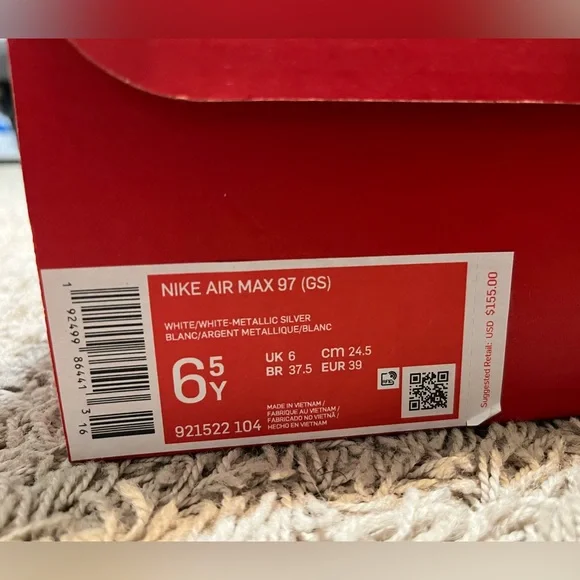 NIKE AIR MAX 97 (GS)
WHITE/WHITE-METALLIC SILVER
BLANC/ARGENT METALLIQUE/BLANC
6 5 Y
UK 6 cm 24.5
BR 37.5 EUR 39
RFID
921522 104
MADE IN VIETNAM /
FABRIQUE AU VIETNAM /
FABRICADO NO VIETNÃ /
HECHO EN VIETNAM
1 92499 86441 3 16
Suggested Retail: USD $155.00